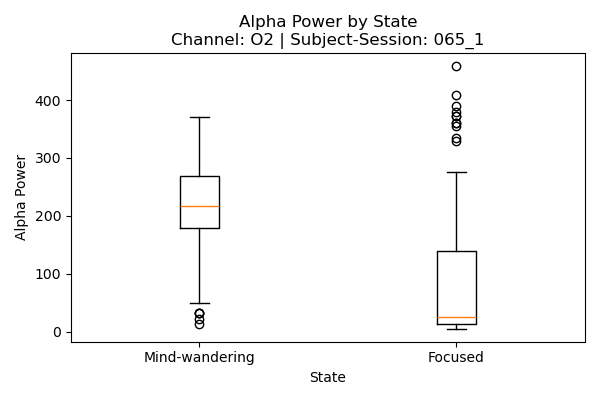 Alpha Power by State
Channel: O2 | Subject-Session: 065_1
Alpha Power
400
300
200
100
0
Mind-wandering
Focused
State